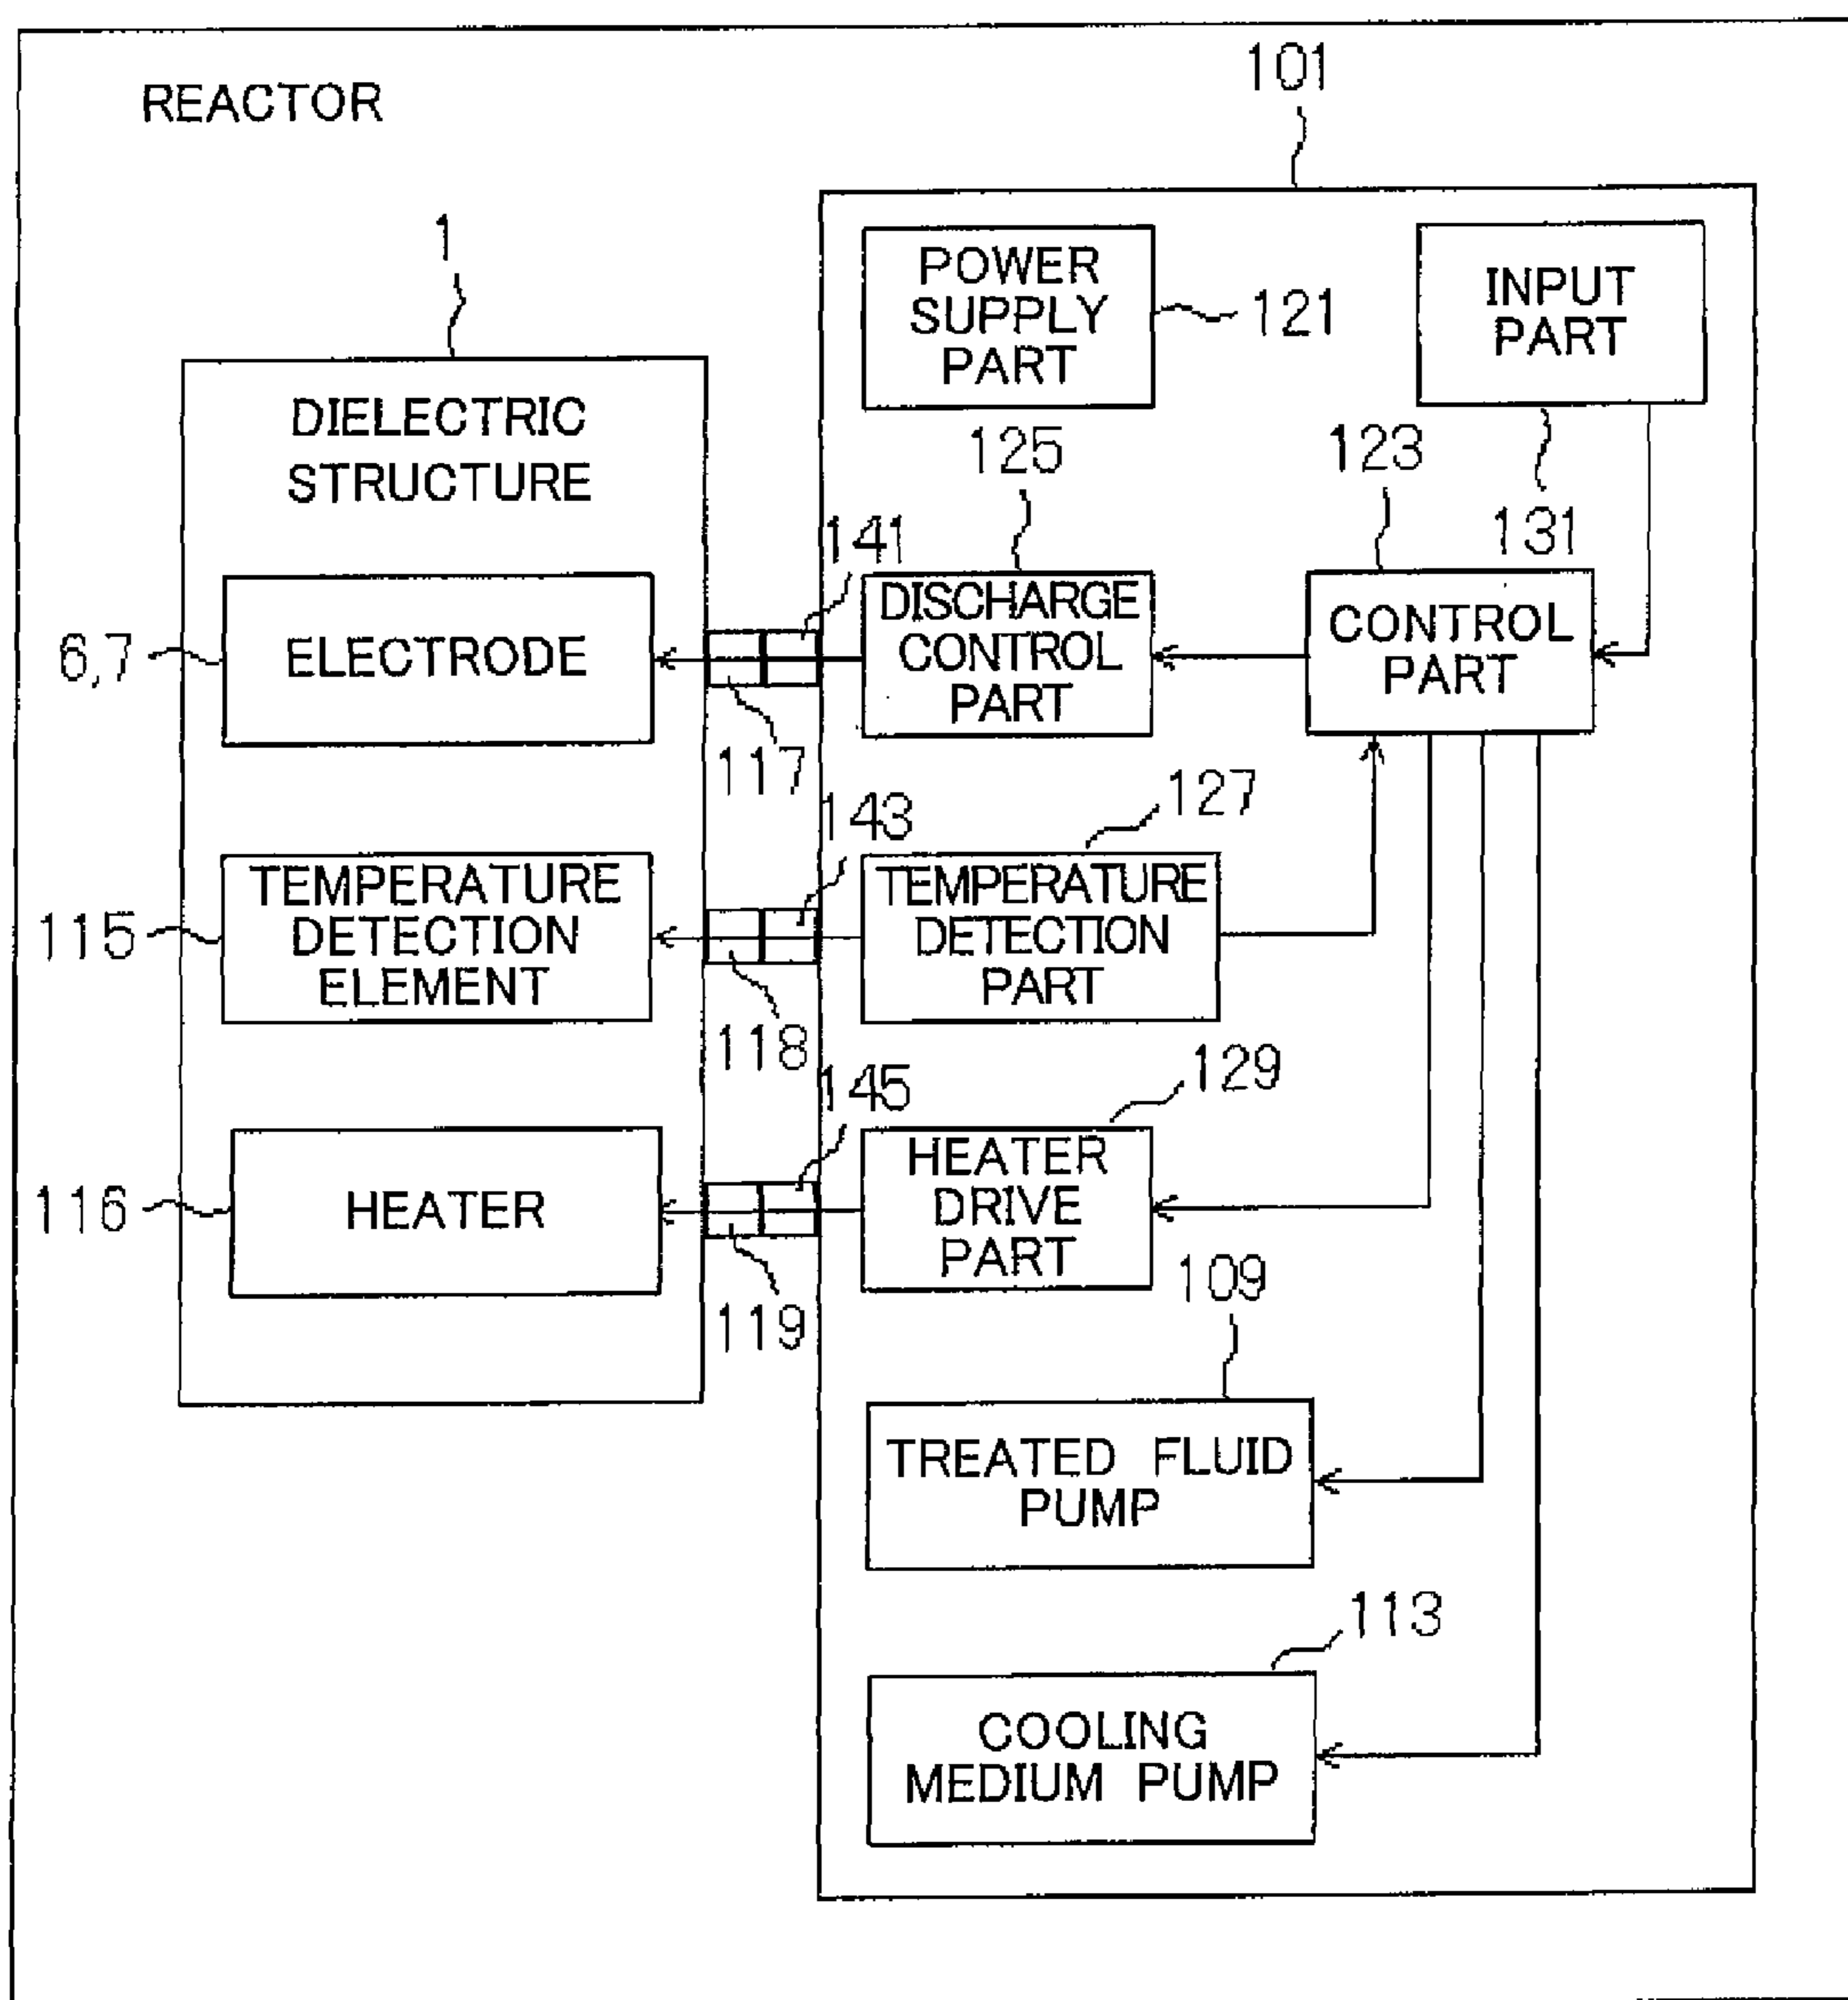 REACTOR
101
1
POWER
SUPPLY
PART
121
INPUT
PART
131
DIELECTRIC
STRUCTURE
125
123
141
6,7
ELECTRODE
117
DISCHARGE
CONTROL
PART
CONTROL
PART
143
127
115
TEMPERATURE
DETECTION
ELEMENT
118
TEMPERATURE
DETECTION
PART
145
129
116
HEATER
119
HEATER
DRIVE
PART
109
TREATED FLUID
PUMP
113
COOLING
MEDIUM PUMP